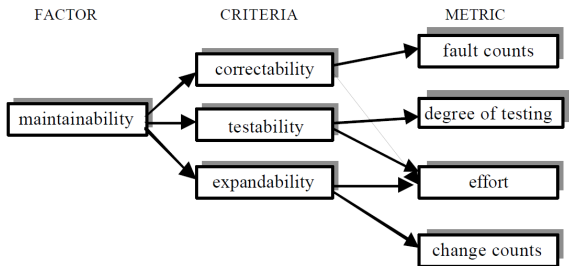 FACTOR CRITERIA METRIC
correctability
fault counts
maintainability
testability
degree of testing
expandability
effort
change counts